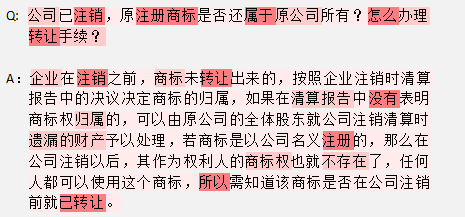 Q: 公司已注销，原注册商标是否还属于原公司所有？怎么办理
转让手续？
A：企业在注销之前，商标未转让出来的，按照企业注销时清算
报告中的决议决定商标的归属，如果在清算报告中没有表明
商标权归属的，可以由原公司的全体股东就公司注销清算时
遗漏的财产予以处理，若商标是以公司名义注册的，那么在
公司注销以后，其作为权利人的商标权也就不存在了，任何
人都可以使用这个商标，所以需知道该商标是否在公司注销
前就已转让。